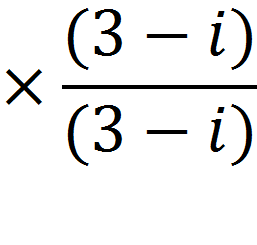 × (3 − i)
(3 − i)